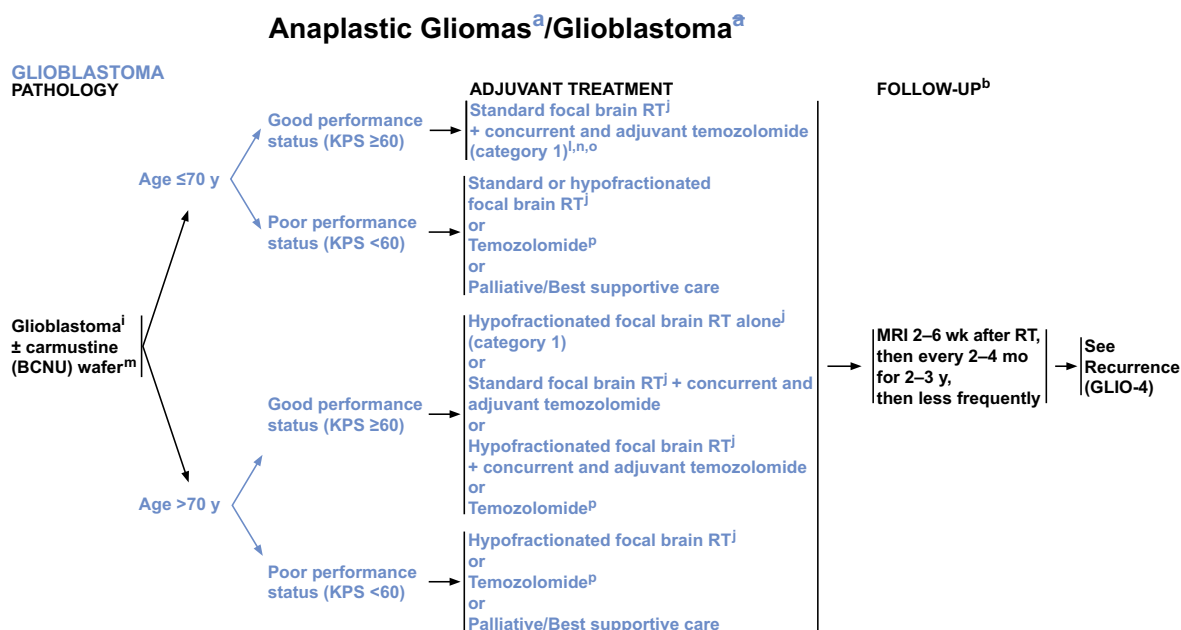 Anaplastic Gliomasᵃ/Glioblastomaᵃ
GLIOBLASTOMA
PATHOLOGY
ADJUVANT TREATMENT
FOLLOW-UPᵇ
Glioblastomaⁱ
± carmustine
(BCNU) waferᵐ
Age ≤70 y
Good performance
status (KPS ≥60)
Standard focal brain RTʲ
+ concurrent and adjuvant temozolomide
(category 1)ˡ,ⁿ,ᵒ
Poor performance
status (KPS <60)
Standard or hypofractionated
focal brain RTʲ
or
Temozolomideᵖ
or
Palliative/Best supportive care
Age >70 y
Good performance
status (KPS ≥60)
Hypofractionated focal brain RT aloneʲ
(category 1)
or
Standard focal brain RTʲ + concurrent and
adjuvant temozolomide
or
Hypofractionated focal brain RTʲ
+ concurrent and adjuvant temozolomide
or
Temozolomideᵖ
Poor performance
status (KPS <60)
Hypofractionated focal brain RTʲ
or
Temozolomideᵖ
or
Palliative/Best supportive care
MRI 2–6 wk after RT,
then every 2–4 mo
for 2–3 y,
then less frequently
See
Recurrence
(GLIO-4)